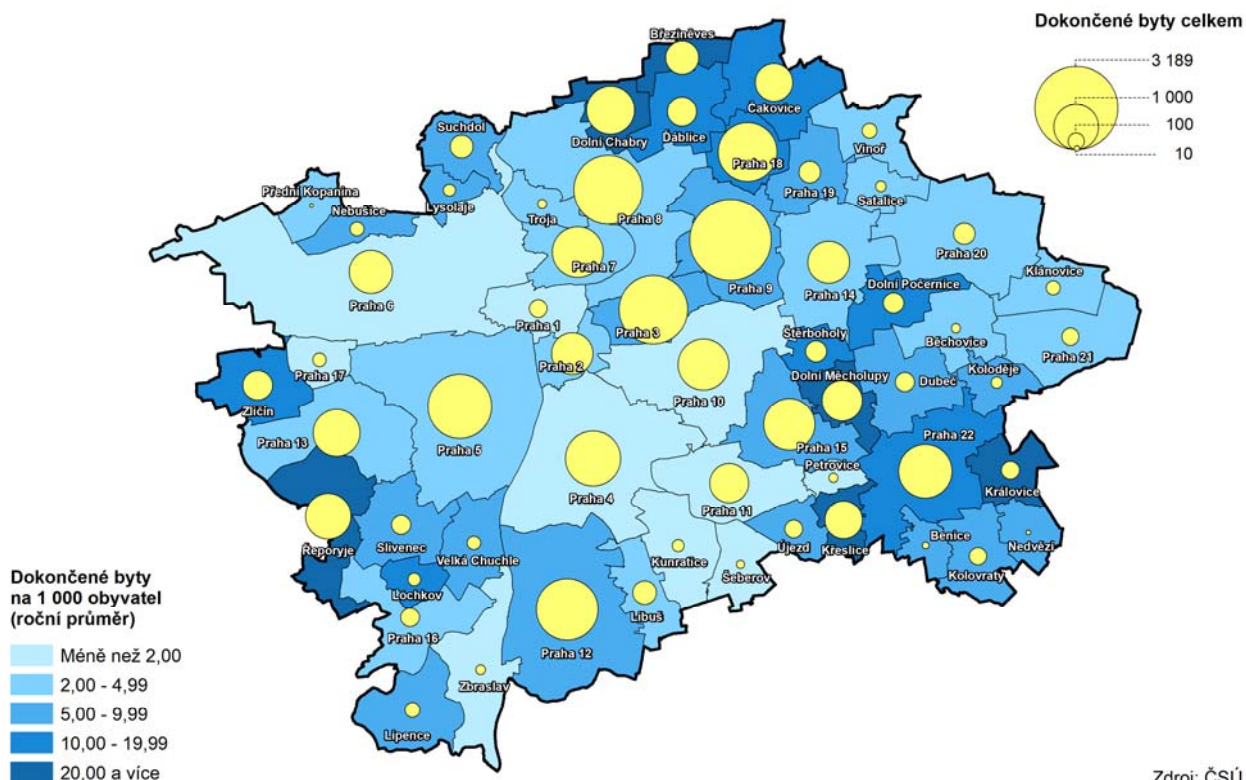 Dokončené byty celkem
3 189
1 000
100
10
Březiněves
Čakovice
Ďáblice
Dolní Chabry
Suchdol
Praha 18
Vinoř
Přední Kopanina
Nebušice
Lysolaje
Praha 19
Satalice
Troja
Praha 8
Praha 20
Praha 7
Klánovice
Praha 6
Praha 9
Praha 14
Dolní Počernice
Praha 1
Praha 3
Štěrboholy
Běchovice
Praha 21
Praha 2
Praha 17
Dolní Měcholupy
Dubeč
Koloděje
Zličín
Praha 10
Praha 13
Praha 5
Praha 15
Praha 22
Petrovice
Praha 4
Praha 11
Královice
Řeporyje
Slivenec
Velká Chuchle
Kunratice
Újezd
Křeslice
Benice
Nedvězí
Šeberov
Kolovraty
Lochkov
Libuš
Praha 16
Praha 12
Zbraslav
Lipence
Dokončené byty
na 1 000 obyvatel
(roční průměr)
Méně než 2,00
2,00 - 4,99
5,00 - 9,99
10,00 - 19,99
20,00 a více
Zdroj: ČSÚ